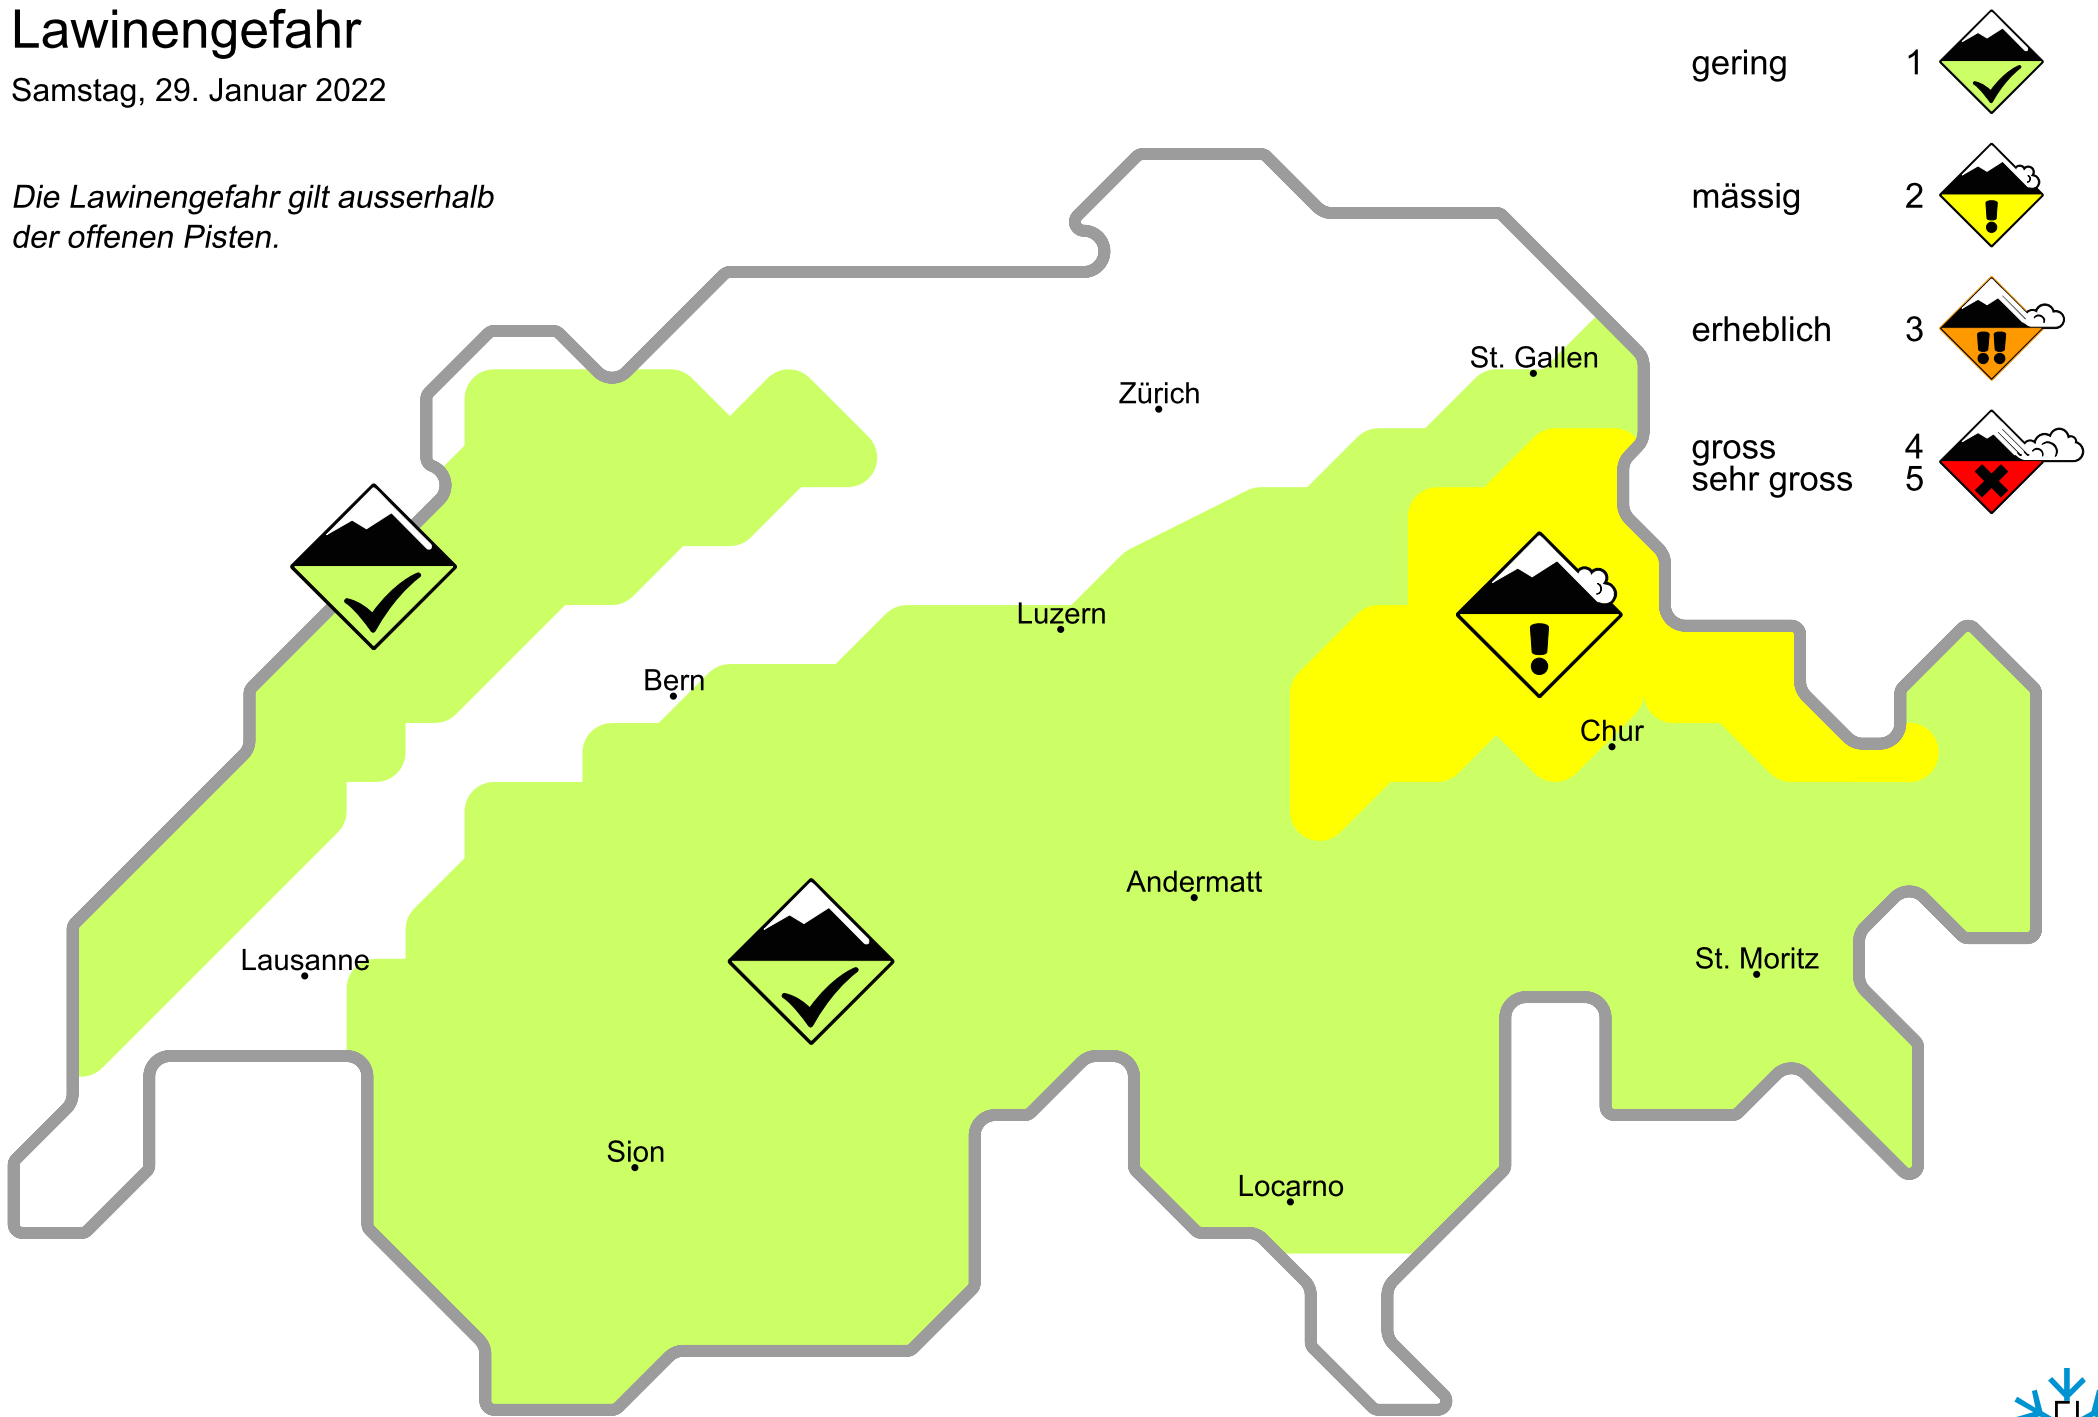 Lawinengefahr
Samstag, 29. Januar 2022
Die Lawinengefahr gilt ausserhalb
der offenen Pisten.
gering 1
mässig 2
erheblich 3
gross 4
sehr gross 5
St. Gallen
Zürich
Luzern
Bern
Chur
Andermatt
Lausanne
St. Moritz
Sion
Locarno